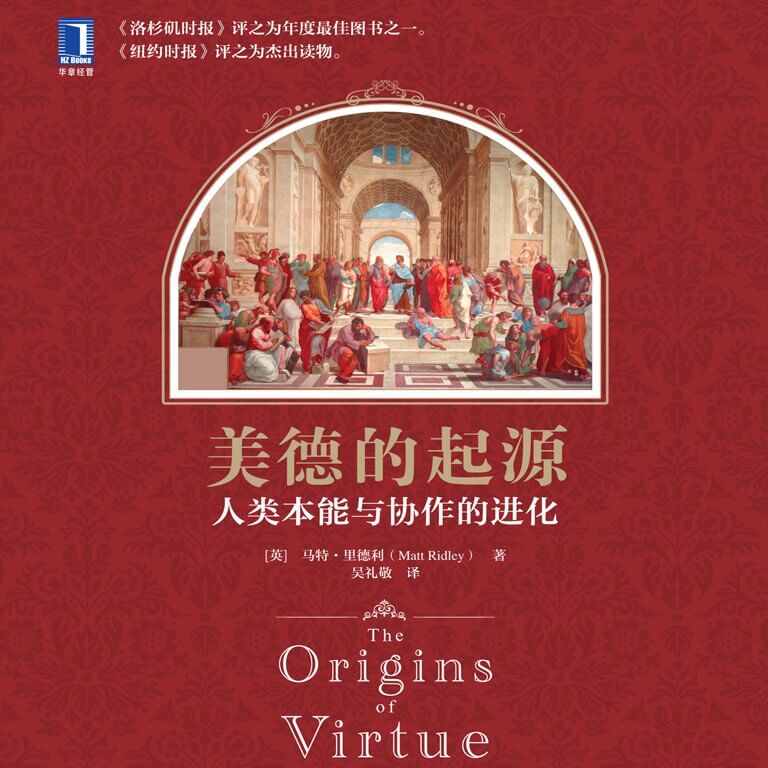 《洛杉矶时报》评之为年度最佳图书之一。
《纽约时报》评之为杰出读物。
HZ Books
华章经管
美德的起源
人类本能与协作的进化
[英] 马特·里德利（Matt Ridley） 著
吴礼敬 译
The
Origins
of
Virtue